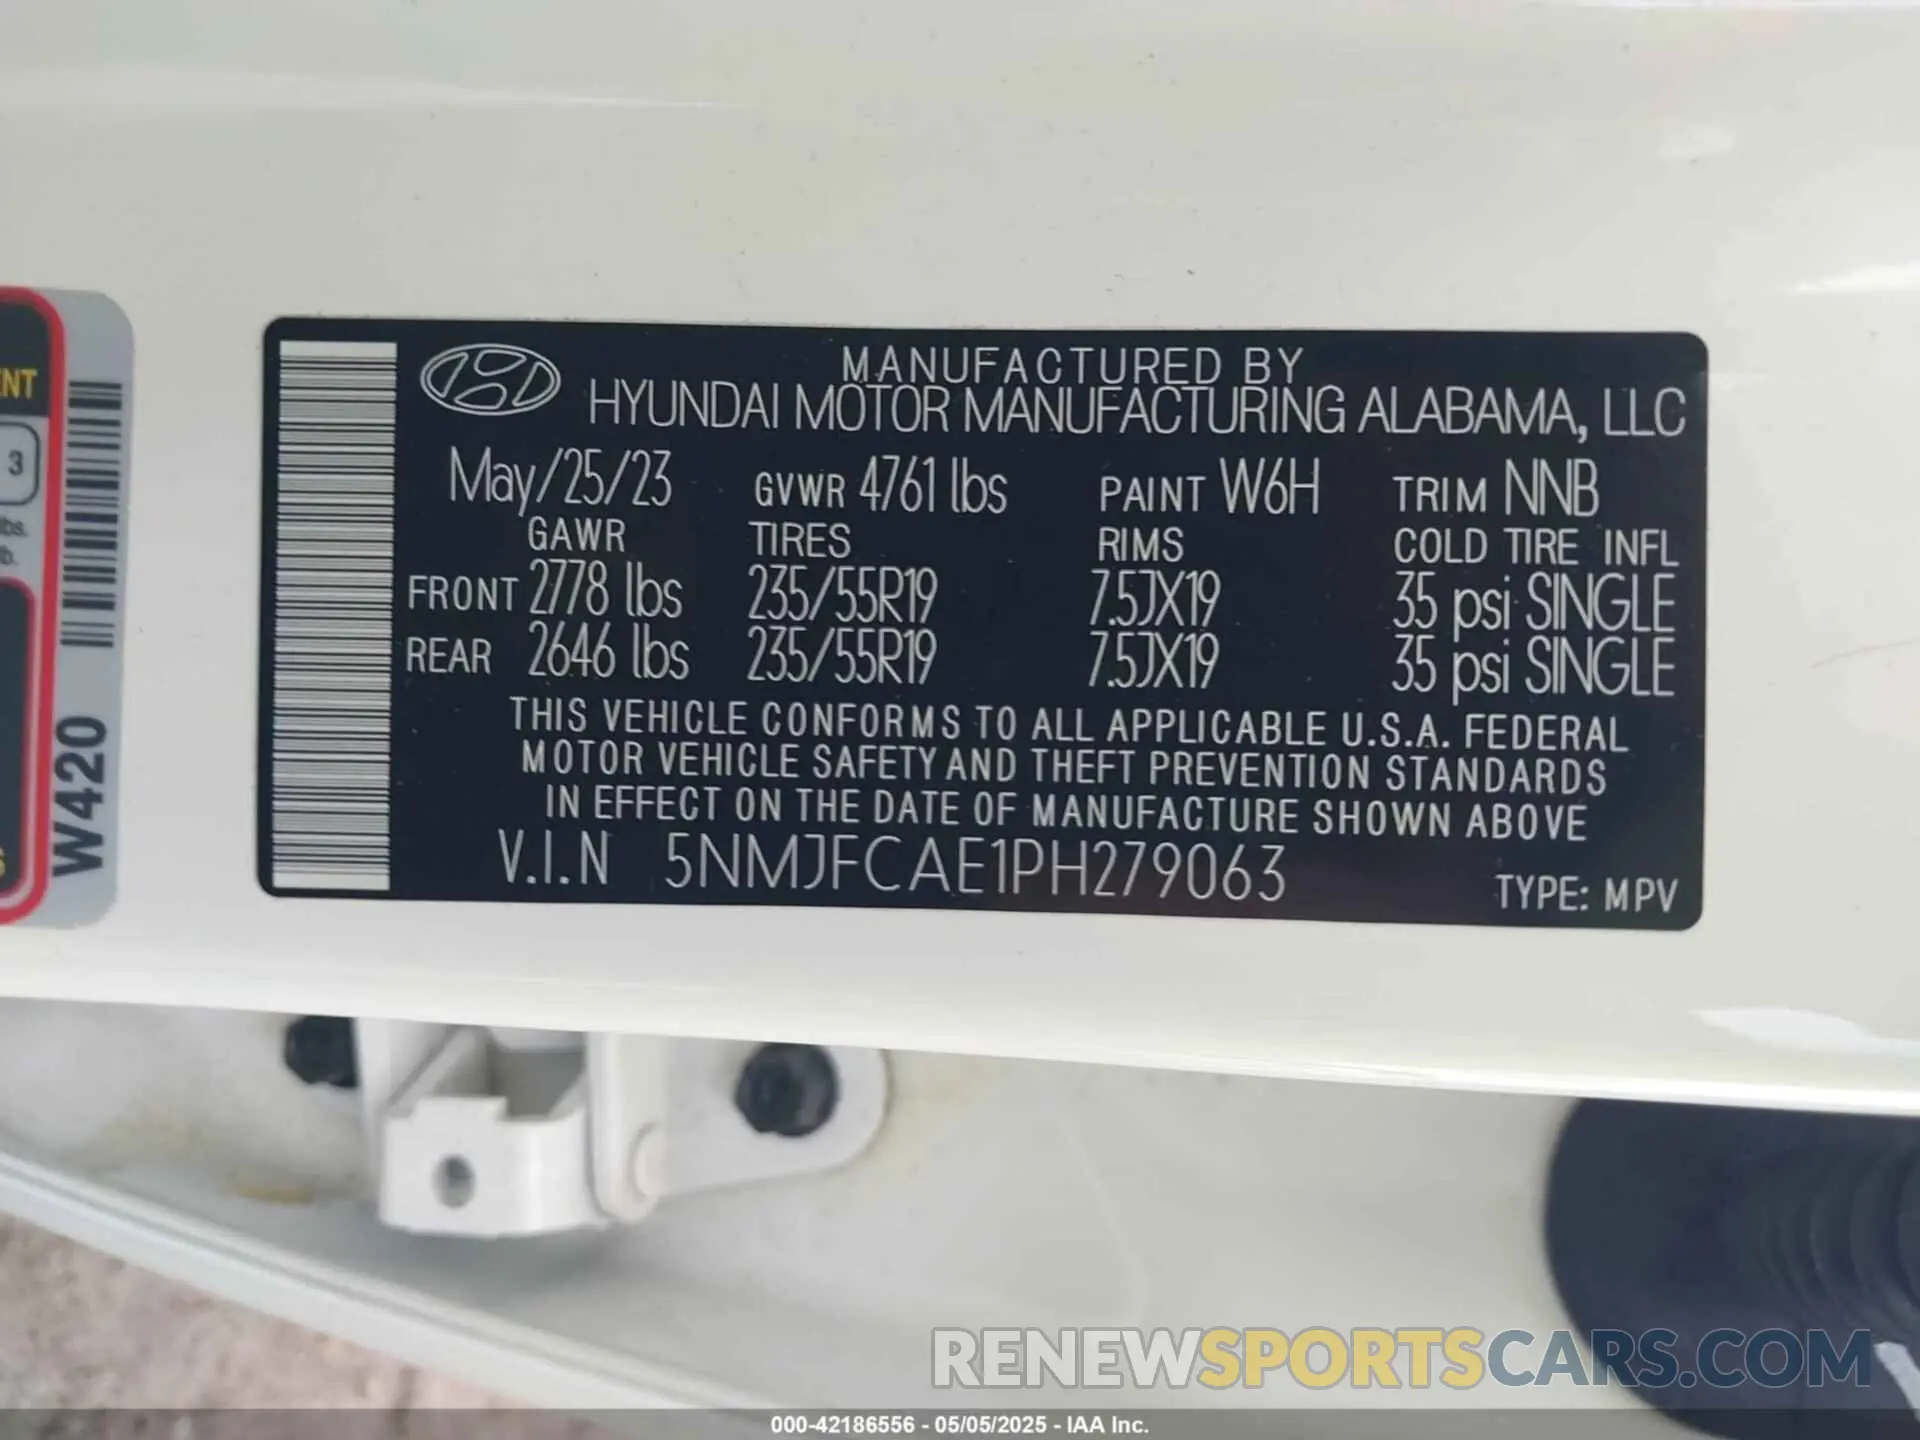 ENT
3
lbs.
lb.
S
W420
MANUFACTURED BY
HYUNDAI MOTOR MANUFACTURING ALABAMA, LLC
May/25/23 GVWR 4761 lbs PAINT W6H TRIM NNB
GAWR TIRES RIMS COLD TIRE INFL
FRONT 2778 lbs 235/55R19 7.5JX19 35 psi SINGLE
REAR 2646 lbs 235/55R19 7.5JX19 35 psi SINGLE
THIS VEHICLE CONFORMS TO ALL APPLICABLE U.S.A. FEDERAL
MOTOR VEHICLE SAFETY AND THEFT PREVENTION STANDARDS
IN EFFECT ON THE DATE OF MANUFACTURE SHOWN ABOVE
V.I.N 5NMJFCAE1PH279063 TYPE: MPV
RENEWSPORTSCARS.COM
000-42186556 - 05/05/2025 - IAA Inc.